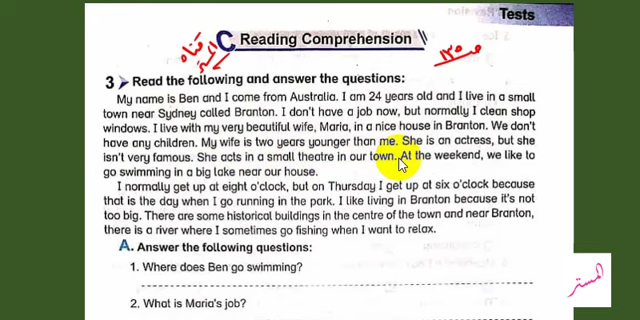 Tests
قناة
C Reading Comprehension
ص ١٣٥
3 Read the following and answer the questions:
My name is Ben and I come from Australia. I am 24 years old and I live in a small
town near Sydney called Branton. I don't have a job now, but normally I clean shop
windows. I live with my very beautiful wife, Maria, in a nice house in Branton. We don't
have any children. My wife is two years younger than me. She is an actress, but she
isn't very famous. She acts in a small theatre in our town. At the weekend, we like to
go swimming in a big lake near our house.
I normally get up at eight o'clock, but on Thursday I get up at six o'clock because
that is the day when I go running in the park. I like living in Branton because it's not
too big. There are some historical buildings in the centre of the town and near Branton,
there is a river where I sometimes go fishing when I want to relax.
A. Answer the following questions:
1. Where does Ben go swimming?
2. What is Maria's job?
المستر